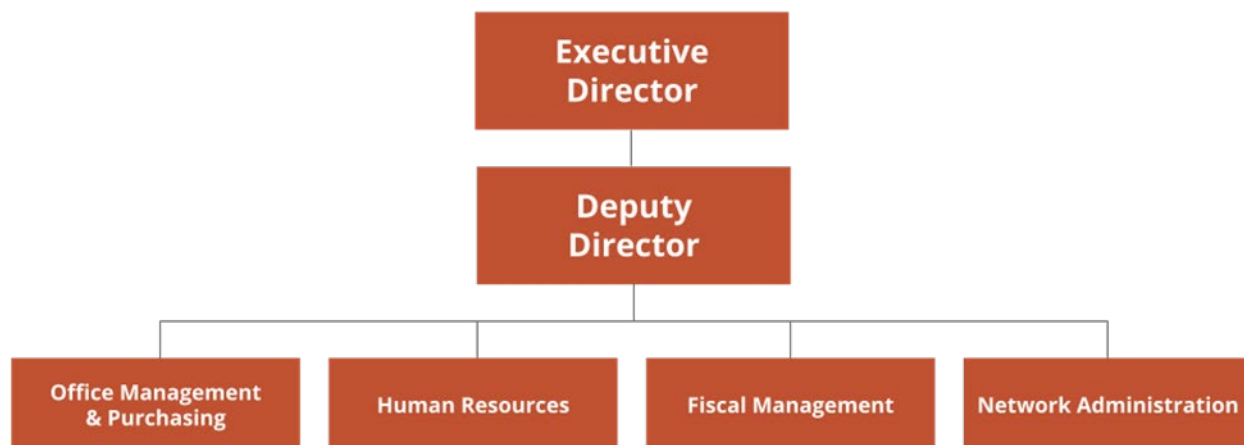 Executive
Director
Deputy
Director
Office Management
& Purchasing
Human Resources
Fiscal Management
Network Administration